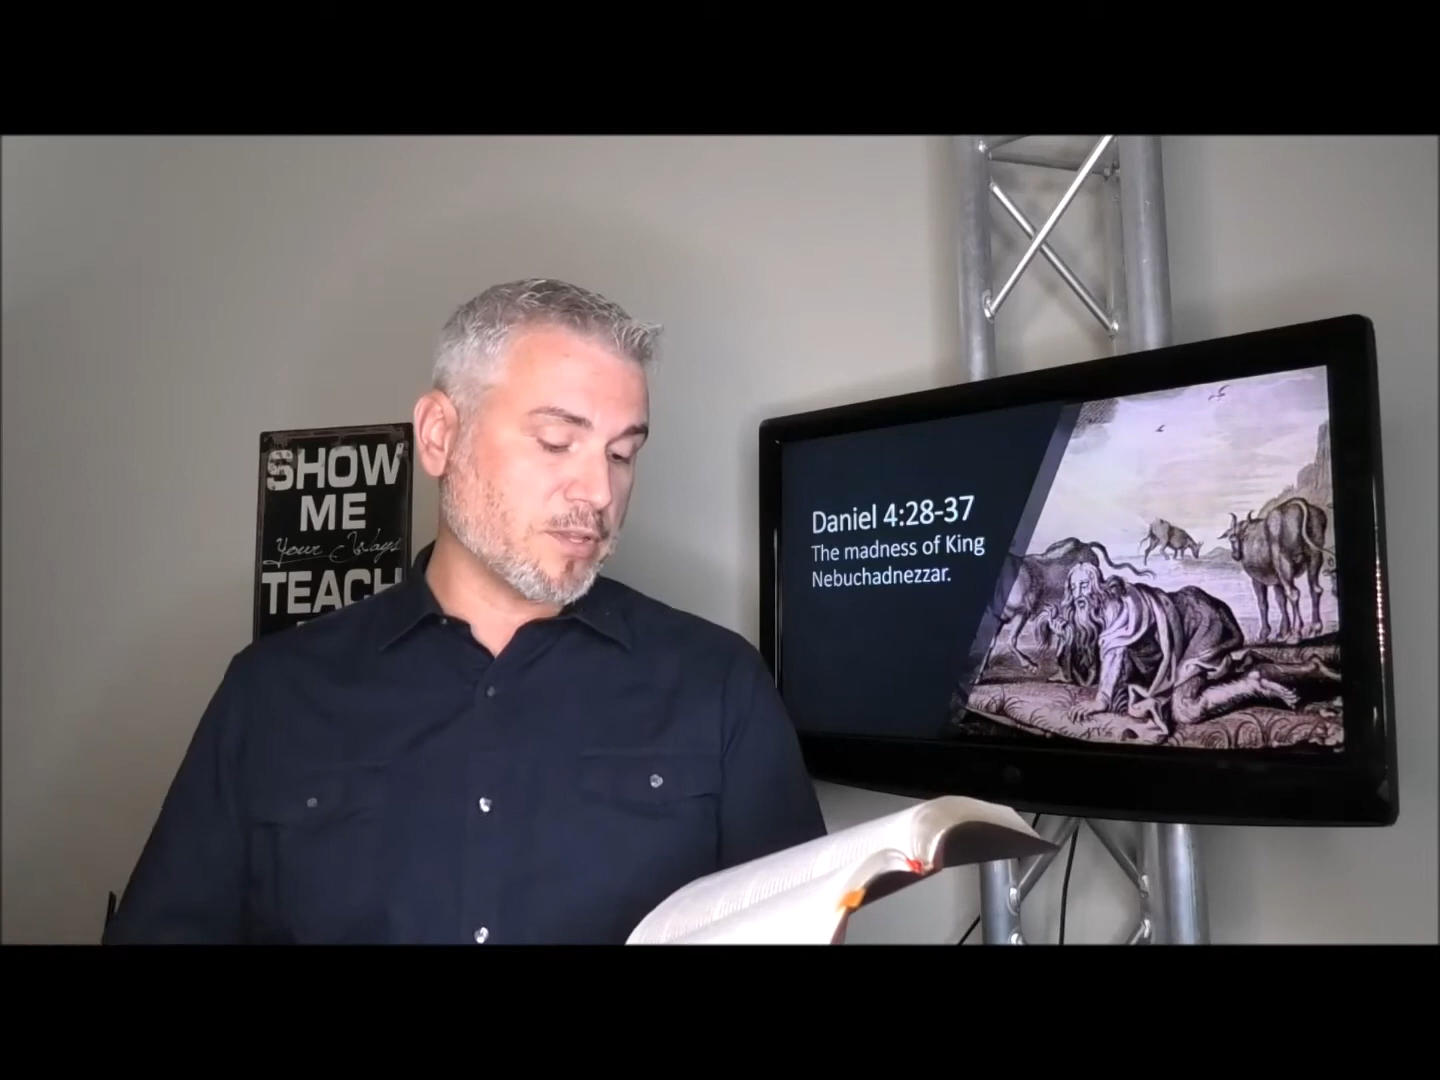 SHOW
ME
Your Ways
TEACH
Daniel 4:28-37
The madness of King
Nebuchadnezzar.